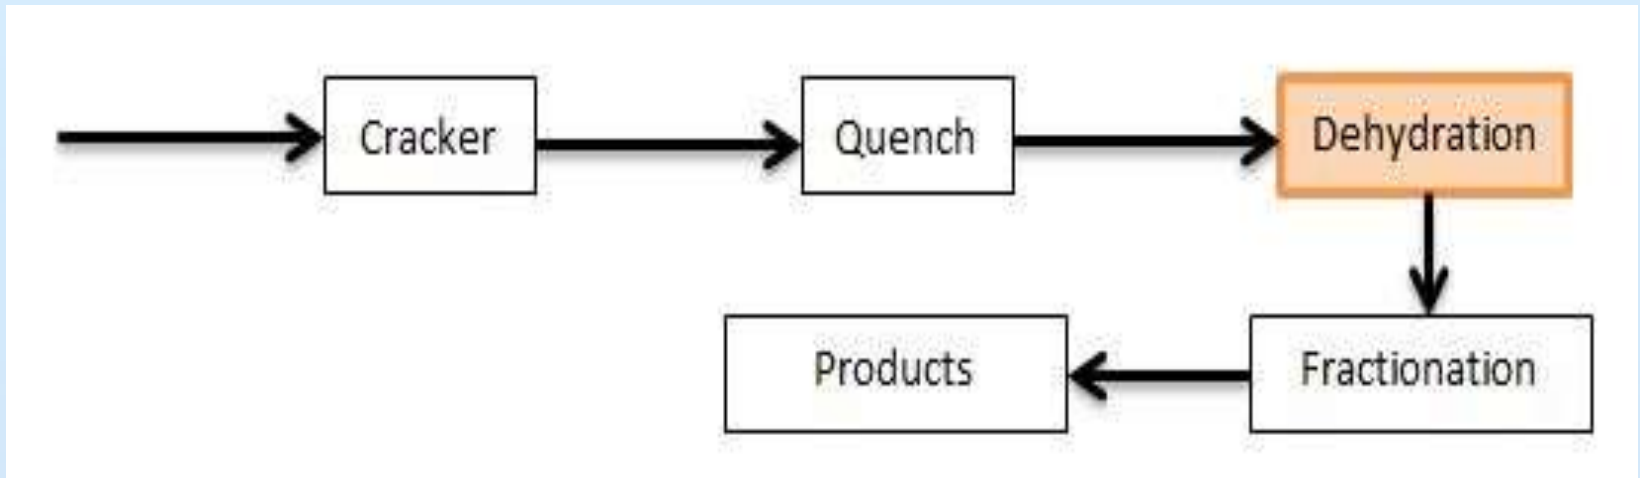 Cracker
Quench
Dehydration
Fractionation
Products